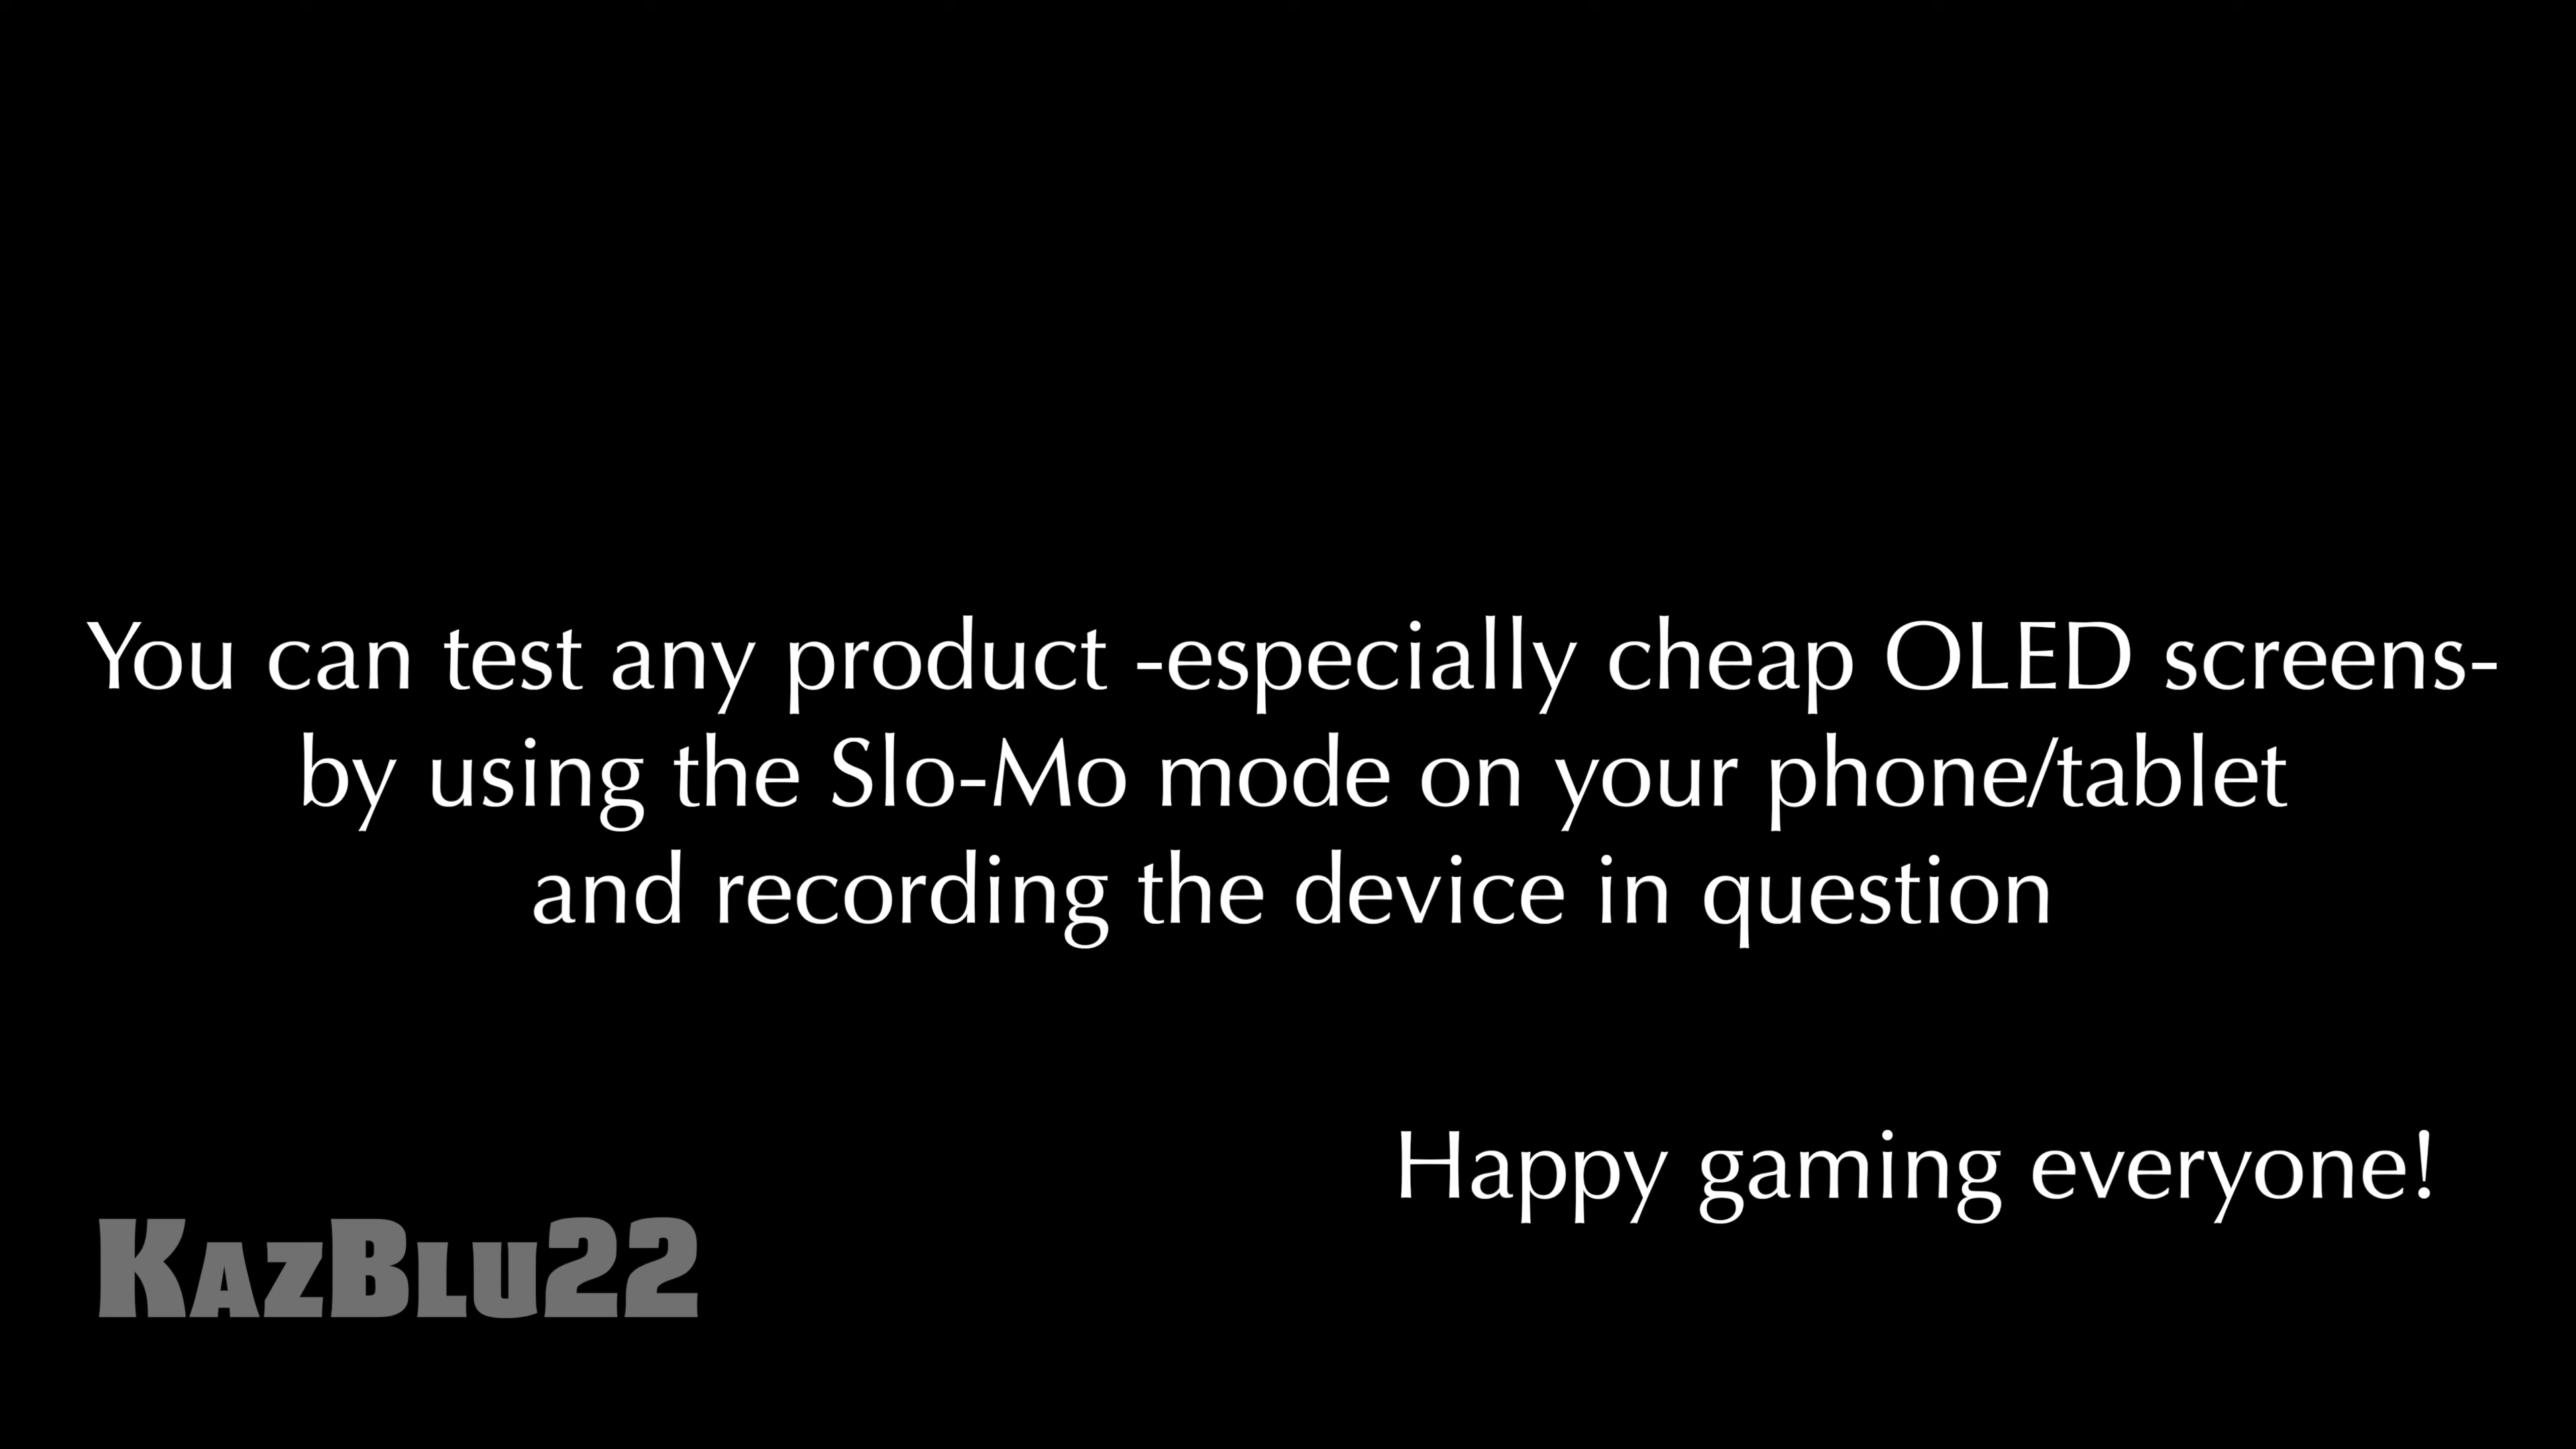 You can test any product -especially cheap OLED screens-
by using the Slo-Mo mode on your phone/tablet
and recording the device in question
Happy gaming everyone!
KazBlu22